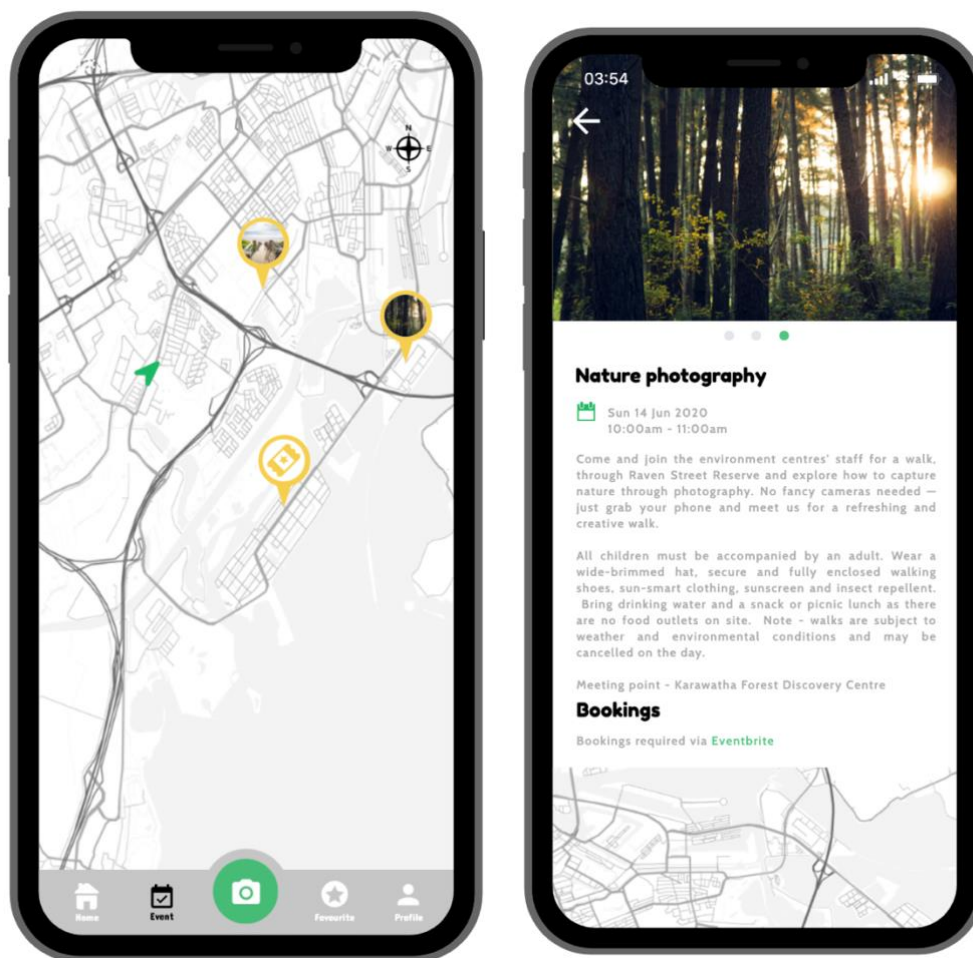 N
W E
S
Home
Event
Favourite
Profile
03:54
Nature photography
Sun 14 Jun 2020
10:00am - 11:00am
Come and join the environment centres' staff for a walk,
through Raven Street Reserve and explore how to capture
nature through photography. No fancy cameras needed —
just grab your phone and meet us for a refreshing and
creative walk.
All children must be accompanied by an adult. Wear a
wide-brimmed hat, secure and fully enclosed walking
shoes, sun-smart clothing, sunscreen and insect repellent.
Bring drinking water and a snack or picnic lunch as there
are no food outlets on site. Note - walks are subject to
weather and environmental conditions and may be
cancelled on the day.
Meeting point - Karawatha Forest Discovery Centre
Bookings
Bookings required via Eventbrite